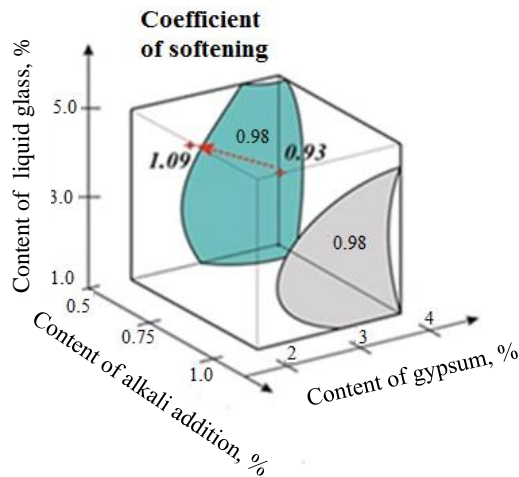 Coefficient
of softening
Content of liquid glass, %
5.0
3.0
1.0
0.98
1.09
0.93
0.98
0.5
0.75
1.0
Content of alkali addition, %
2
3
4
Content of gypsum, %